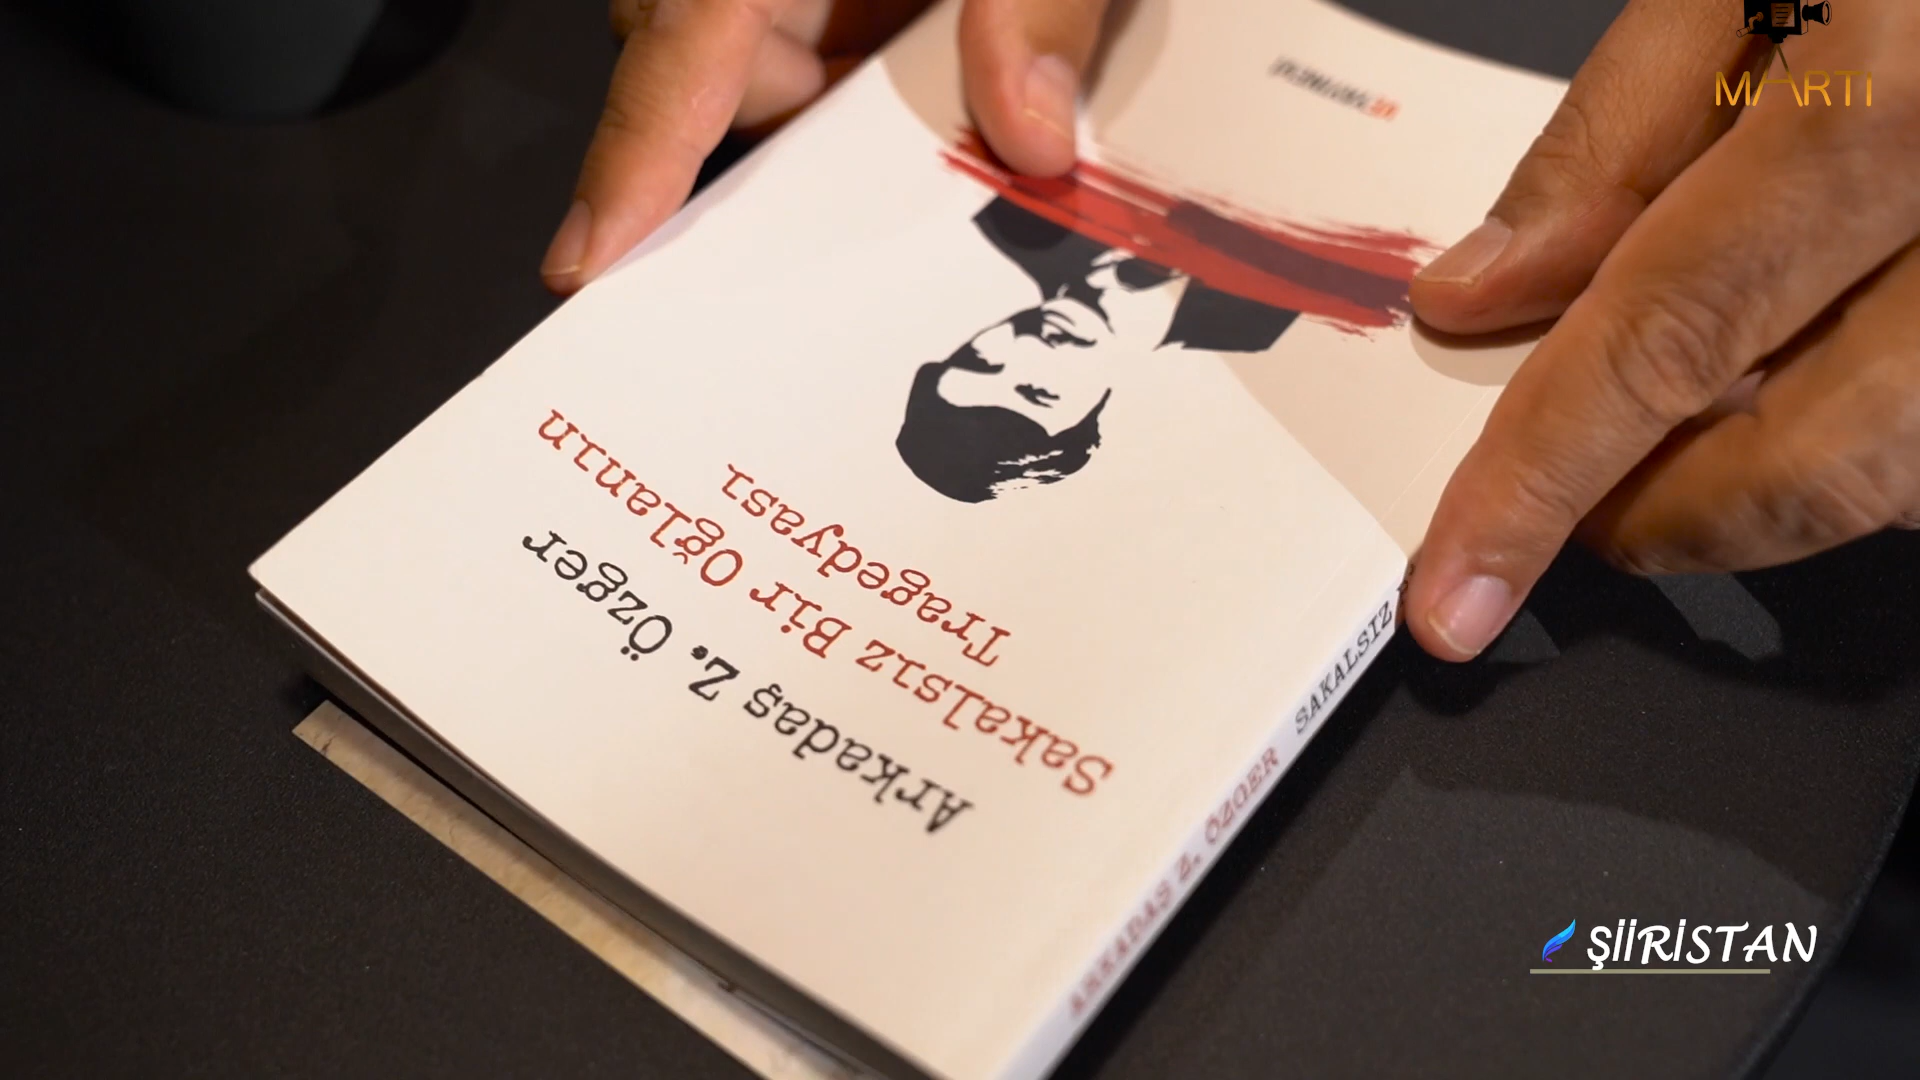 MARTI
Arkadaş Z. Özger
Sakalsız Bir Oğlanın
Tragedyası
ARKADAŞ Z. ÖZGER SAKALSIZ
ŞİİRİSTAN